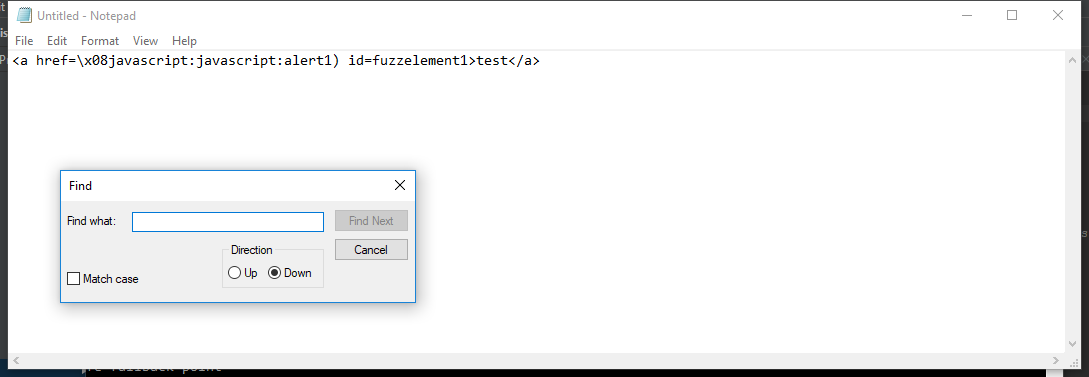 Untitled - Notepad
File Edit Format View Help
<a href=\x08javascript:javascript:alert1) id=fuzzelement1>test</a>
Find
Find what:
Find Next
Direction
Cancel
Up Down
Match case
point